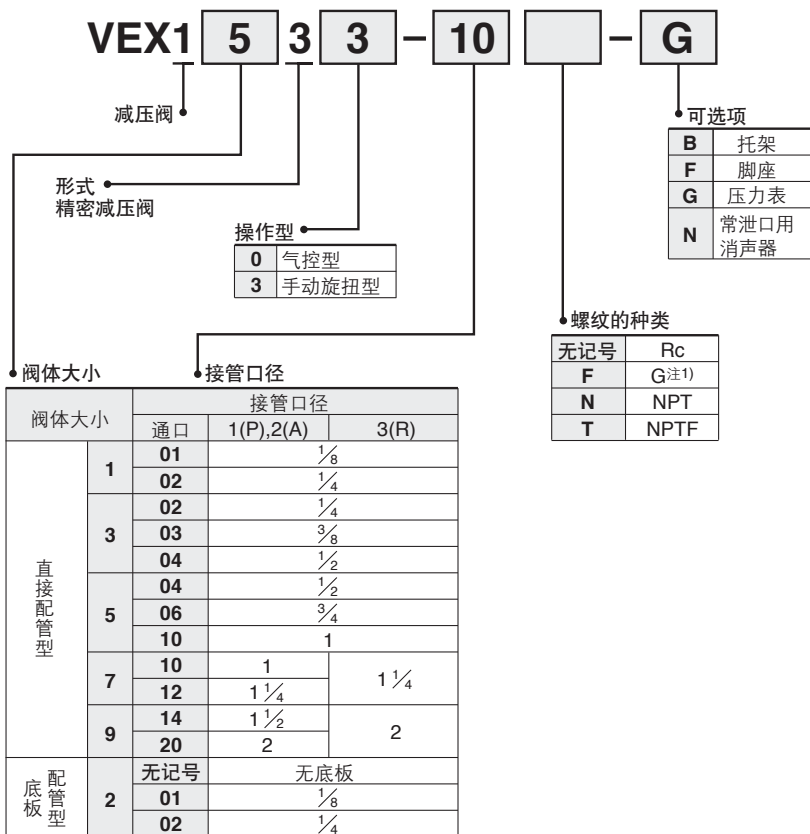 VEX1 5 3 3 – 10 – G
减压阀
形式
精密减压阀
操作型
0 气控型
3 手动旋扭型
可选项
B 托架
F 脚座
G 压力表
N 常泄口用
消声器
螺纹的种类
无记号 Rc
F G注1)
N NPT
T NPTF
阀体大小
接管口径
阀体大小 接管口径
通口 1(P),2(A) 3(R)
直接配管型
1 01 1/8
02 1/4
3 02 1/4
03 3/8
04 1/2
5 04 1/2
06 3/4
10 1
7 10 1 1 1/4
12 1 1/4
9 14 1 1/2 2
20 2
底板配管型
2 无记号 无底板
01 1/8
02 1/4